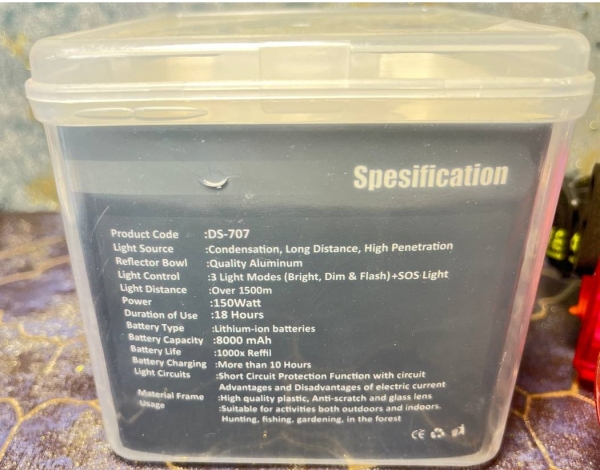 Spesification
Product Code :DS-707
Light Source :Condensation, Long Distance, High Penetration
Reflector Bowl :Quality Aluminum
Light Control :3 Light Modes (Bright, Dim & Flash)+SOS Light
Light Distance :Over 1500m
Power :150Watt
Duration of Use :18 Hours
Battery Type :Lithium-ion batteries
Battery Capacity :8000 mAh
Battery Life :1000x Reffil
Battery Charging :More than 10 Hours
Light Circuits :Short Circuit Protection Function with circuit
Advantages and Disadvantages of electric current
Material Frame :High quality plastic, Anti-scratch and glass lens
Usage :Suitable for activities both outdoors and indoors.
Hunting, fishing, gardening, in the forest
CE